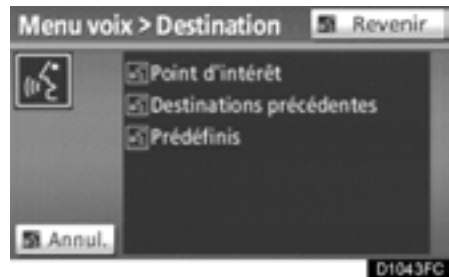 Menu voix > Destination
Revenir
Point d'intérêt
Destinations précédentes
Prédéfinis
Annul.
D1043FC